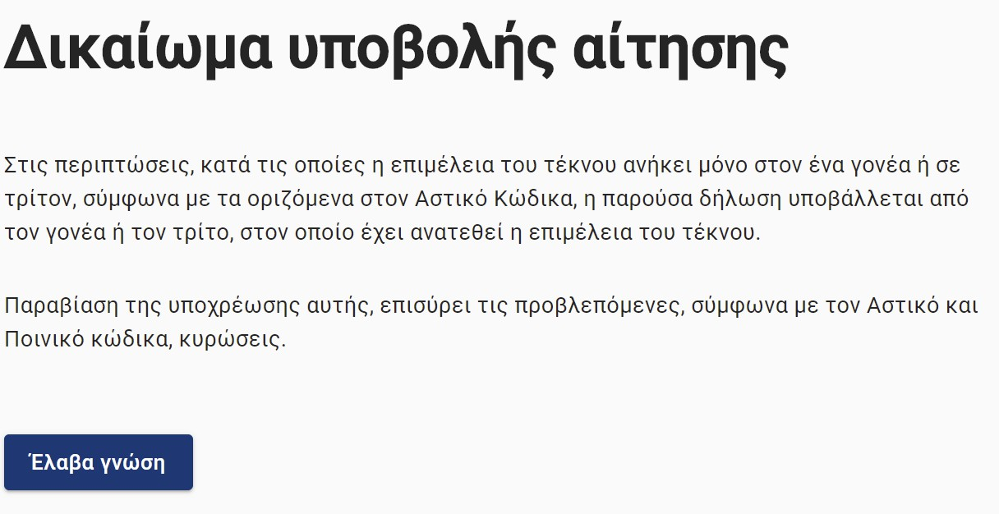 Δικαίωμα υποβολής αίτησης
Στις περιπτώσεις, κατά τις οποίες η επιμέλεια του τέκνου ανήκει μόνο στον ένα γονέα ή σε
τρίτον, σύμφωνα με τα οριζόμενα στον Αστικό Κώδικα, η παρούσα δήλωση υποβάλλεται από
τον γονέα ή τον τρίτο, στον οποίο έχει ανατεθεί η επιμέλεια του τέκνου.
Παραβίαση της υποχρέωσης αυτής, επισύρει τις προβλεπόμενες, σύμφωνα με τον Αστικό και
Ποινικό κώδικα, κυρώσεις.
Έλαβα γνώση